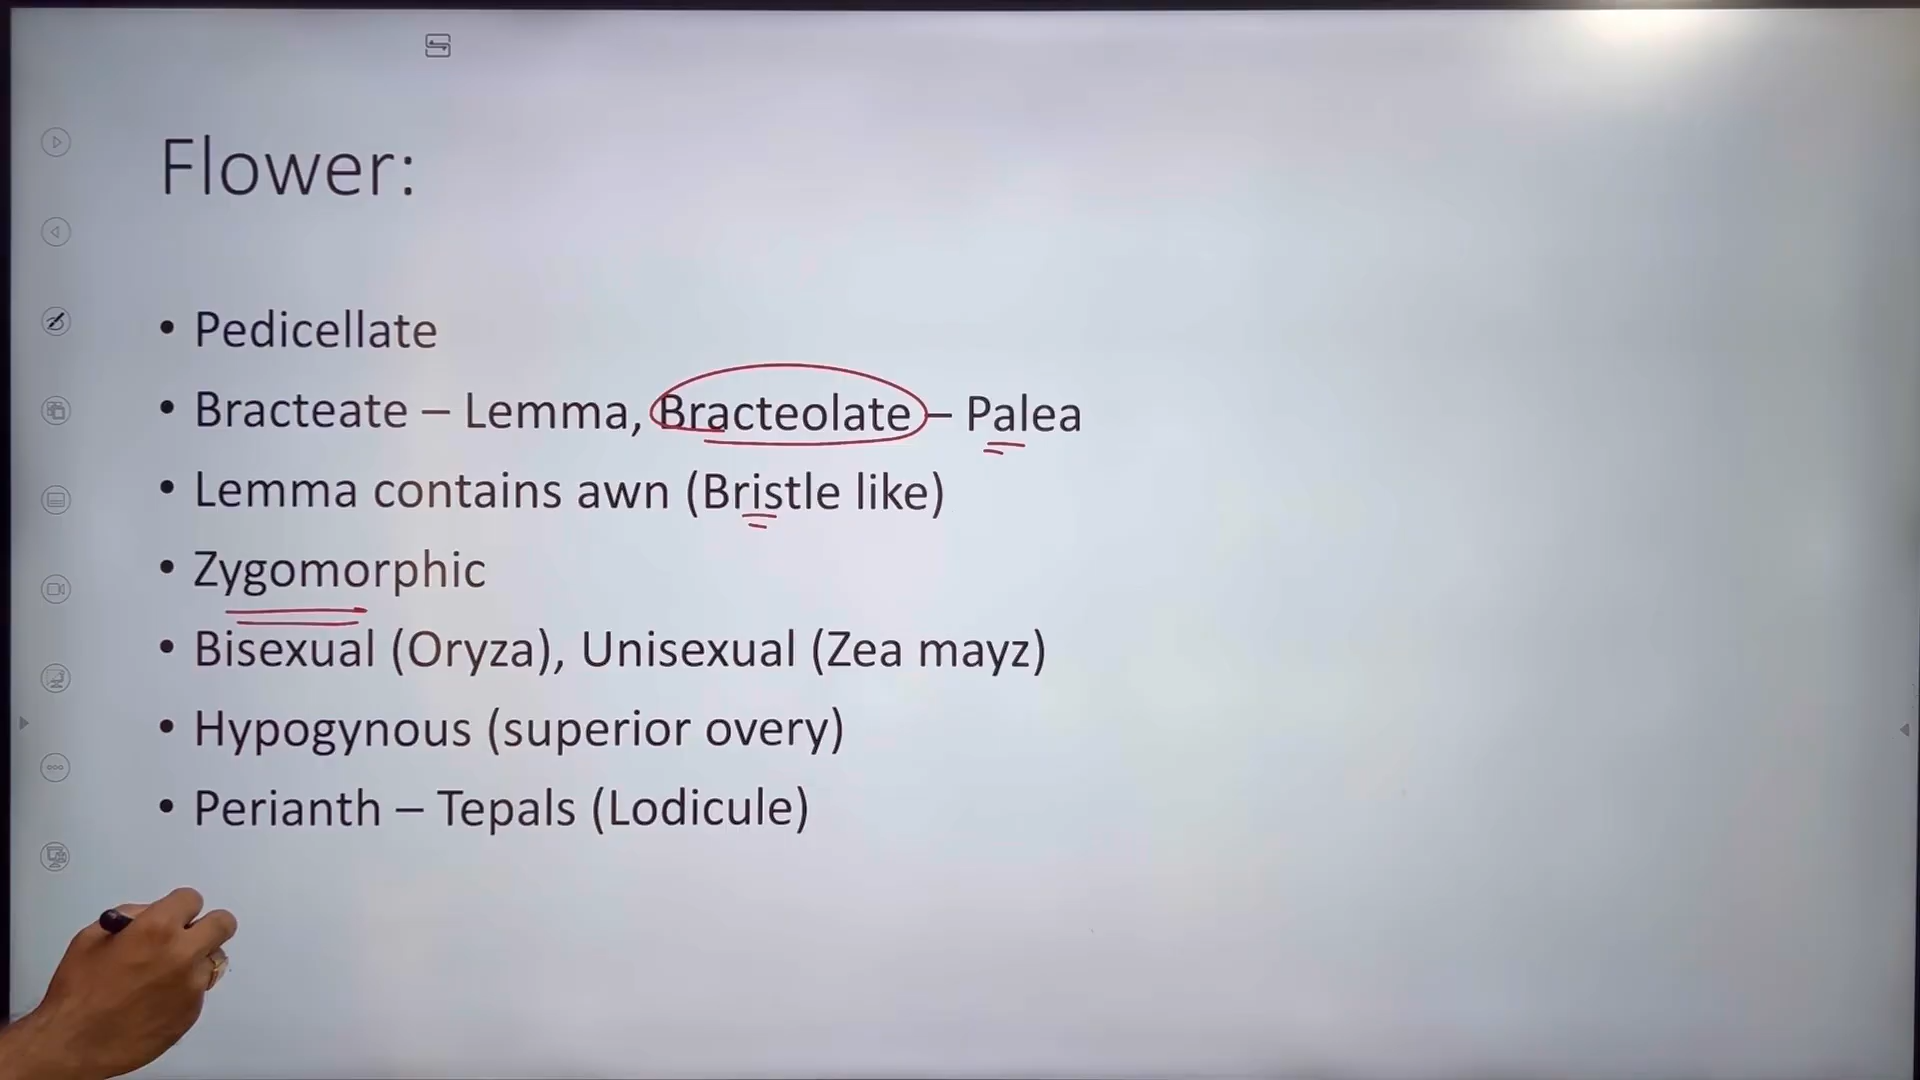 Flower:
• Pedicellate
• Bracteate – Lemma, Bracteolate – Palea
• Lemma contains awn (Bristle like)
• Zygomorphic
• Bisexual (Oryza), Unisexual (Zea mayz)
• Hypogynous (superior overy)
• Perianth – Tepals (Lodicule)